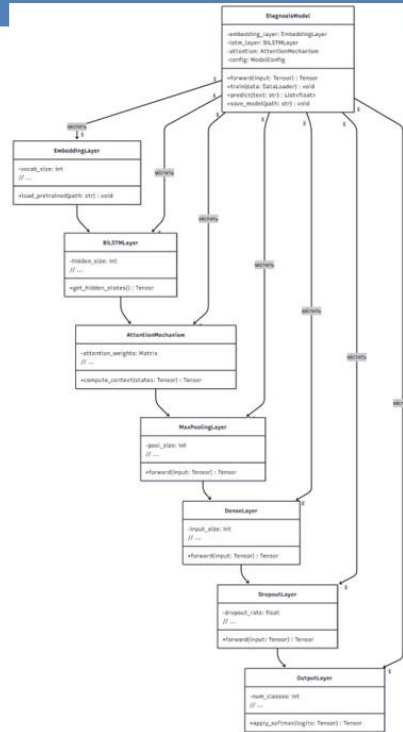 DiagnosisModel
-embedding_layer: EmbeddingLayer
-lstm_layer: BiLSTMLayer
-attention: AttentionMechanism
-config: ModelConfig
+forward(input: Tensor) : Tensor
+train(data: DataLoader) : void
+predict(text: str) : List<float>
+save_model(path: str) : void
EmbeddingLayer
-vocab_size: int
// ...
+load_pretrained(path: str) : void
BiLSTMLayer
-hidden_size: int
// ...
+get_hidden_states() : Tensor
AttentionMechanism
-attention_weights: Matrix
// ...
+compute_context(states: Tensor) : Tensor
MaxPoolingLayer
-pool_size: int
// ...
+forward(input: Tensor) : Tensor
DenseLayer
-input_size: int
// ...
+forward(input: Tensor) : Tensor
DropoutLayer
-dropout_rate: float
// ...
+forward(input: Tensor) : Tensor
OutputLayer
-num_classes: int
// ...
+apply_softmax(logits: Tensor) : Tensor